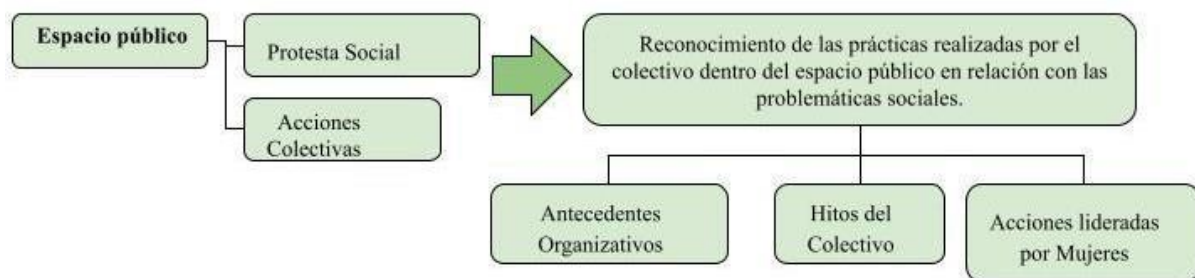 Espacio público
Protesta Social
Acciones
Colectivas
Reconocimiento de las prácticas realizadas por el
colectivo dentro del espacio público en relación con las
problemáticas sociales.
Antecedentes
Organizativos
Hitos del
Colectivo
Acciones lideradas
por Mujeres